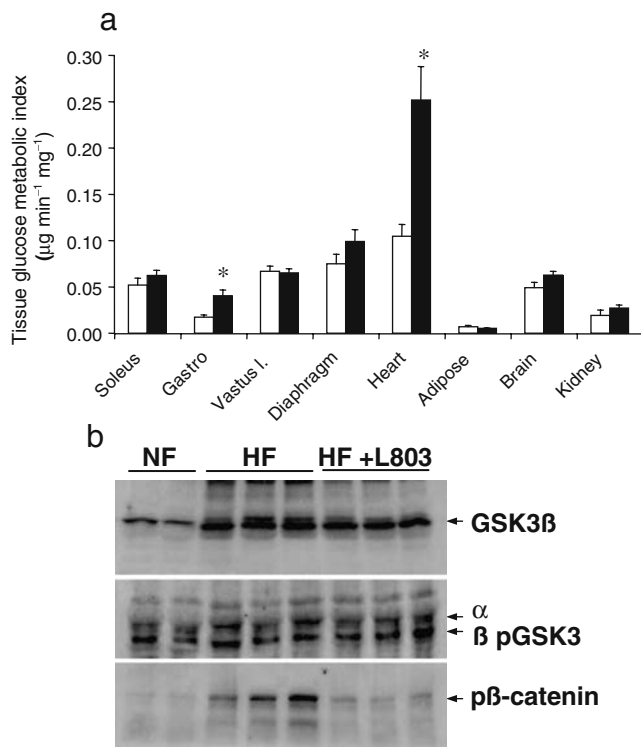 a
Tissue glucose metabolic index
(µg min⁻¹ mg⁻¹)
0.30
0.25
0.20
0.15
0.10
0.05
0.00
*
*
Soleus
Gastro
Vastus l.
Diaphragm
Heart
Adipose
Brain
Kidney
b
NF HF HF +L803
GSK3ß
α
ß pGSK3
pß-catenin